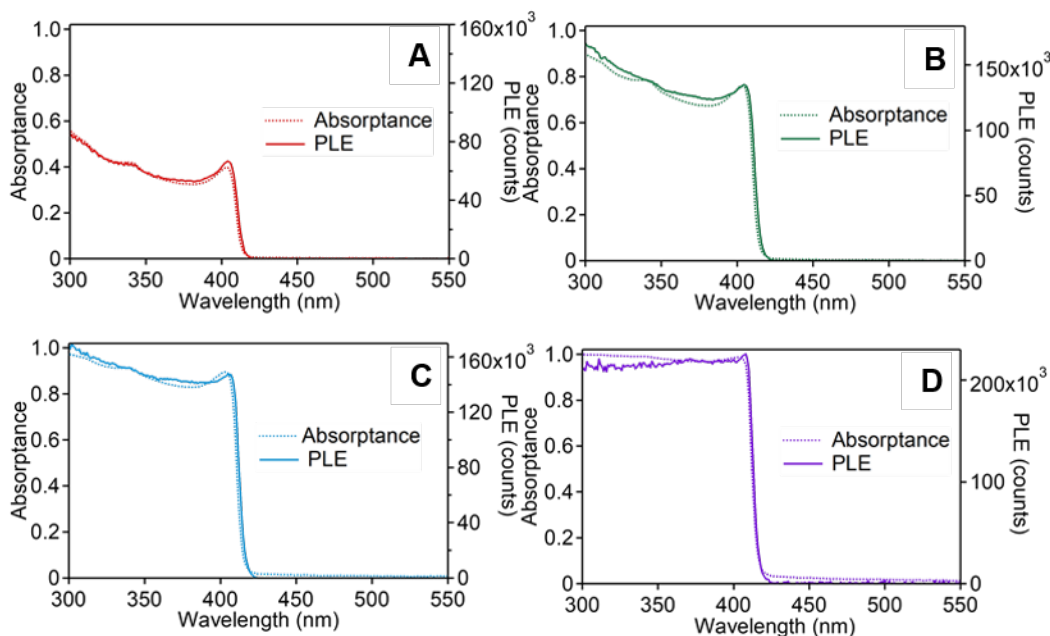 A
1.0
0.8
0.6
0.4
0.2
0
Absorptance
160x10³
120
80
40
0
PLE (counts)
Absorptance
PLE
300 350 400 450 500 550
Wavelength (nm)
B
1.0
0.8
0.6
0.4
0.2
0
Absorptance
150x10³
100
50
0
PLE (counts)
Absorptance
PLE
300 350 400 450 500 550
Wavelength (nm)
C
1.0
0.8
0.6
0.4
0.2
0
Absorptance
160x10³
120
80
40
0
PLE (counts)
Absorptance
PLE
300 350 400 450 500 550
Wavelength (nm)
D
1.0
0.8
0.6
0.4
0.2
0
Absorptance
200x10³
100
0
PLE (counts)
Absorptance
PLE
300 350 400 450 500 550
Wavelength (nm)